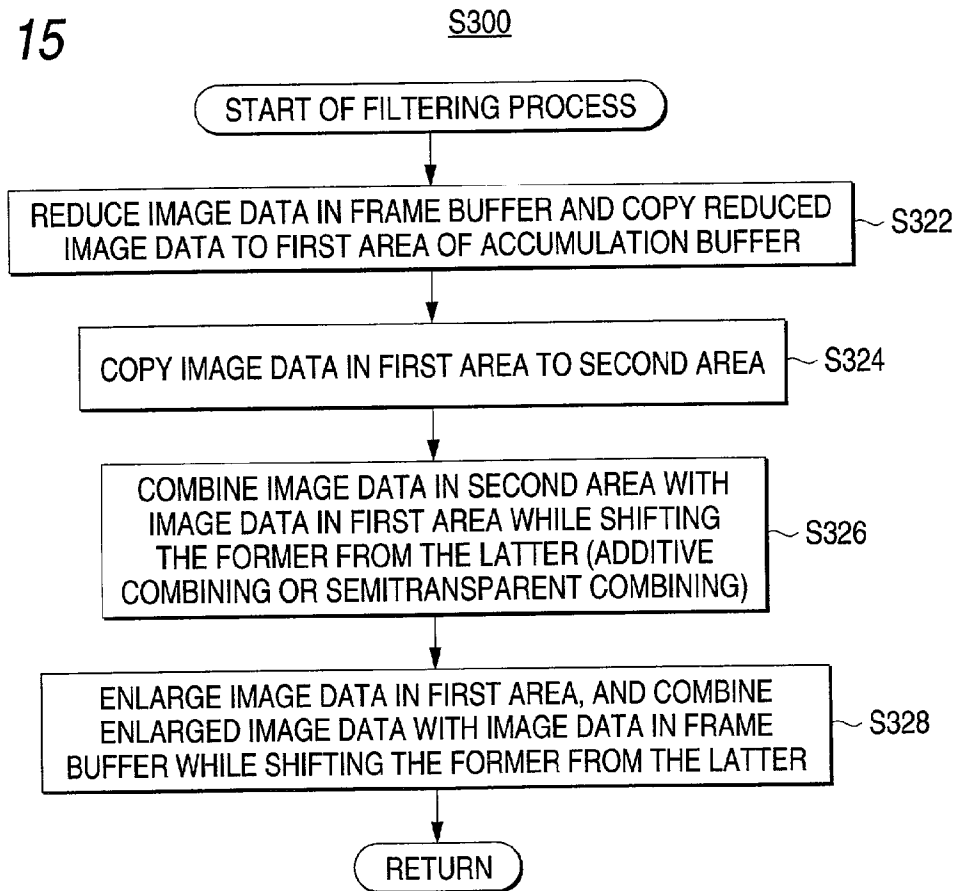 15
S300
START OF FILTERING PROCESS
REDUCE IMAGE DATA IN FRAME BUFFER AND COPY REDUCED
IMAGE DATA TO FIRST AREA OF ACCUMULATION BUFFER
S322
COPY IMAGE DATA IN FIRST AREA TO SECOND AREA
S324
COMBINE IMAGE DATA IN SECOND AREA WITH
IMAGE DATA IN FIRST AREA WHILE SHIFTING
THE FORMER FROM THE LATTER (ADDITIVE
COMBINING OR SEMITRANSPARENT COMBINING)
S326
ENLARGE IMAGE DATA IN FIRST AREA, AND COMBINE
ENLARGED IMAGE DATA WITH IMAGE DATA IN FRAME
BUFFER WHILE SHIFTING THE FORMER FROM THE LATTER
S328
RETURN